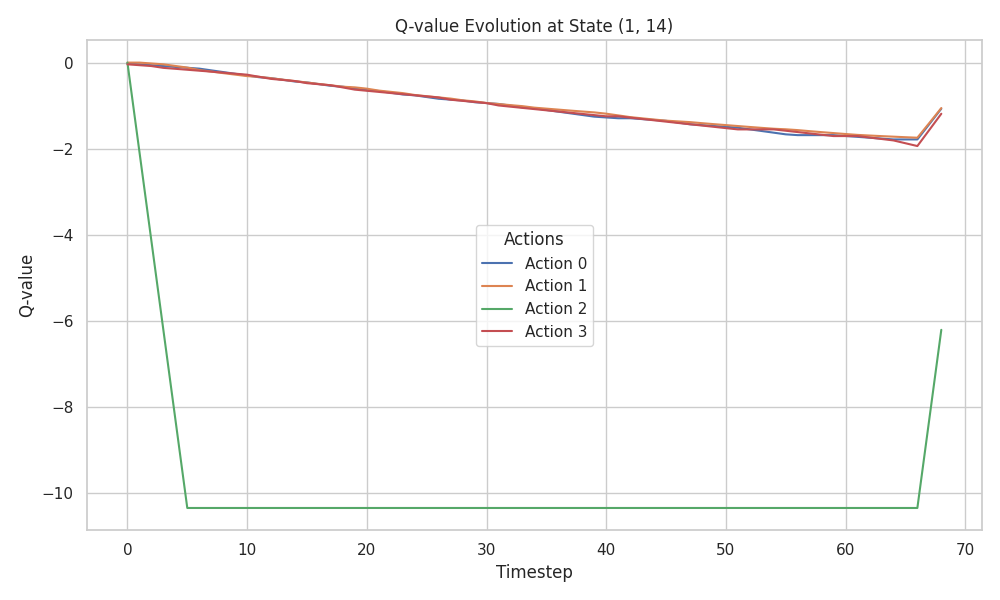 Q-value Evolution at State (1, 14)
Q-value
0
−2
−4
−6
−8
−10
Actions
Action 0
Action 1
Action 2
Action 3
0 10 20 30 40 50 60 70
Timestep